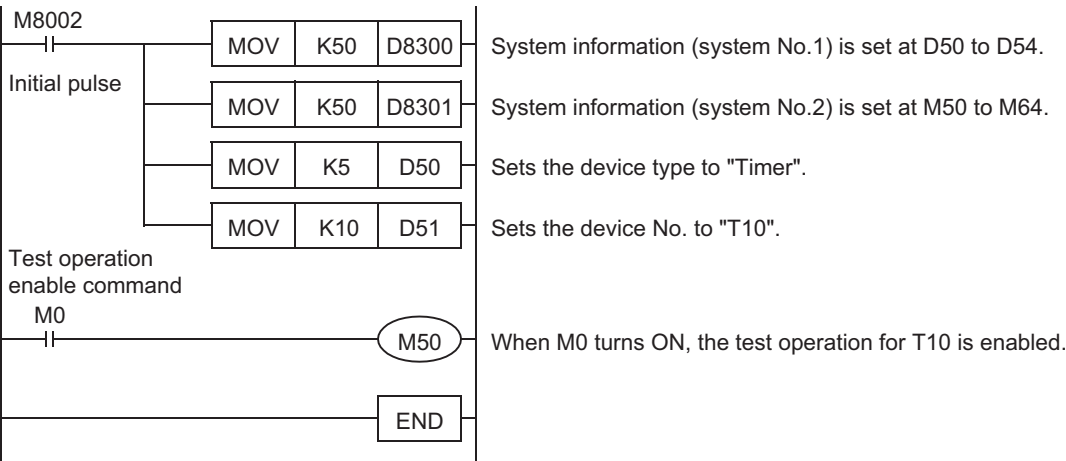 M8002
MOV K50 D8300 System information (system No.1) is set at D50 to D54.
Initial pulse
MOV K50 D8301 System information (system No.2) is set at M50 to M64.
MOV K5 D50 Sets the device type to "Timer".
MOV K10 D51 Sets the device No. to "T10".
Test operation
enable command
M0
M50 When M0 turns ON, the test operation for T10 is enabled.
END